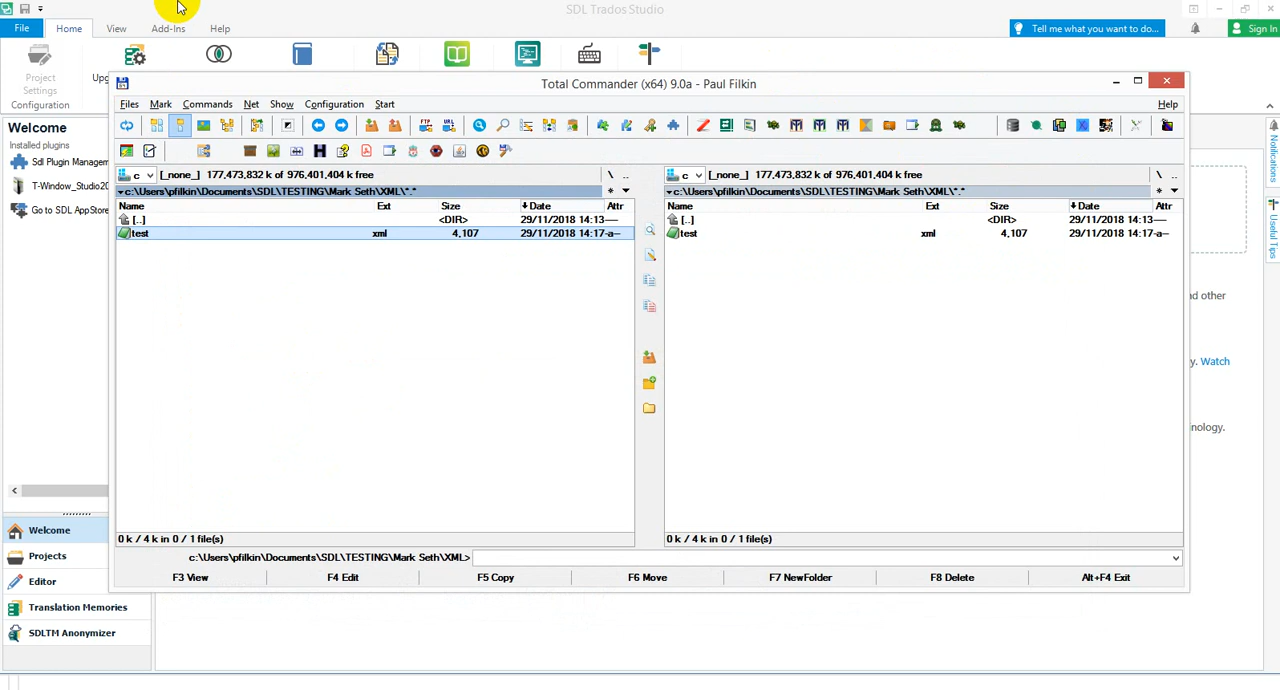 SDL Trados Studio
File Home View Add-Ins Help
Tell me what you want to do... Sign In
Project
Settings
Configuration
Total Commander (x64) 9.0a - Paul Filkin
Files Mark Commands Net Show Configuration Start Help
Welcome
Installed plugins
Sdl Plugin Managem
T-Window_Studio20
Go to SDL AppStore
c [_none_] 177,473,832 k of 976,401,404 k free \ ..
c [_none_] 177,473,832 k of 976,401,404 k free \ ..
c:\Users\pfilkin\Documents\SDL\TESTING\Mark Seth\XML\*.* *
c:\Users\pfilkin\Documents\SDL\TESTING\Mark Seth\XML\*.* *
Name Ext Size Date Attr
[..] <DIR> 29/11/2018 14:13----
test xml 4,107 29/11/2018 14:17-a--
Name Ext Size Date Attr
[..] <DIR> 29/11/2018 14:13----
test xml 4,107 29/11/2018 14:17-a--
0 k / 4 k in 0 / 1 file(s)
0 k / 4 k in 0 / 1 file(s)
c:\Users\pfilkin\Documents\SDL\TESTING\Mark Seth\XML>
F3 View F4 Edit F5 Copy F6 Move F7 NewFolder F8 Delete Alt+F4 Exit
Welcome
Projects
Editor
Translation Memories
SDLTM Anonymizer
Notifications
Useful Tips
nd other
y. Watch
nology.